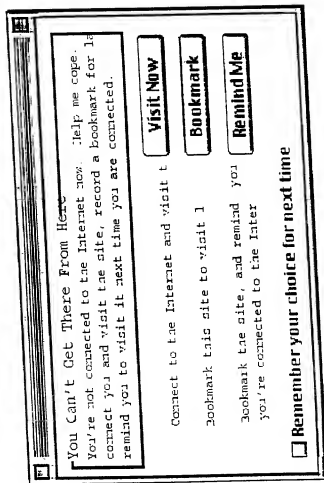 You Can't Get There From Here
You're not connected to the Internet now. Help me cope.
connect you and visit the site, record a bookmark for la
remind you to visit it next time you are connected.
Connect to the Internet and visit t
Visit Now
Bookmark this site to visit l
Bookmark
Bookmark the site, and remind you
you're connected to the Inter
Remind Me
Remember your choice for next time